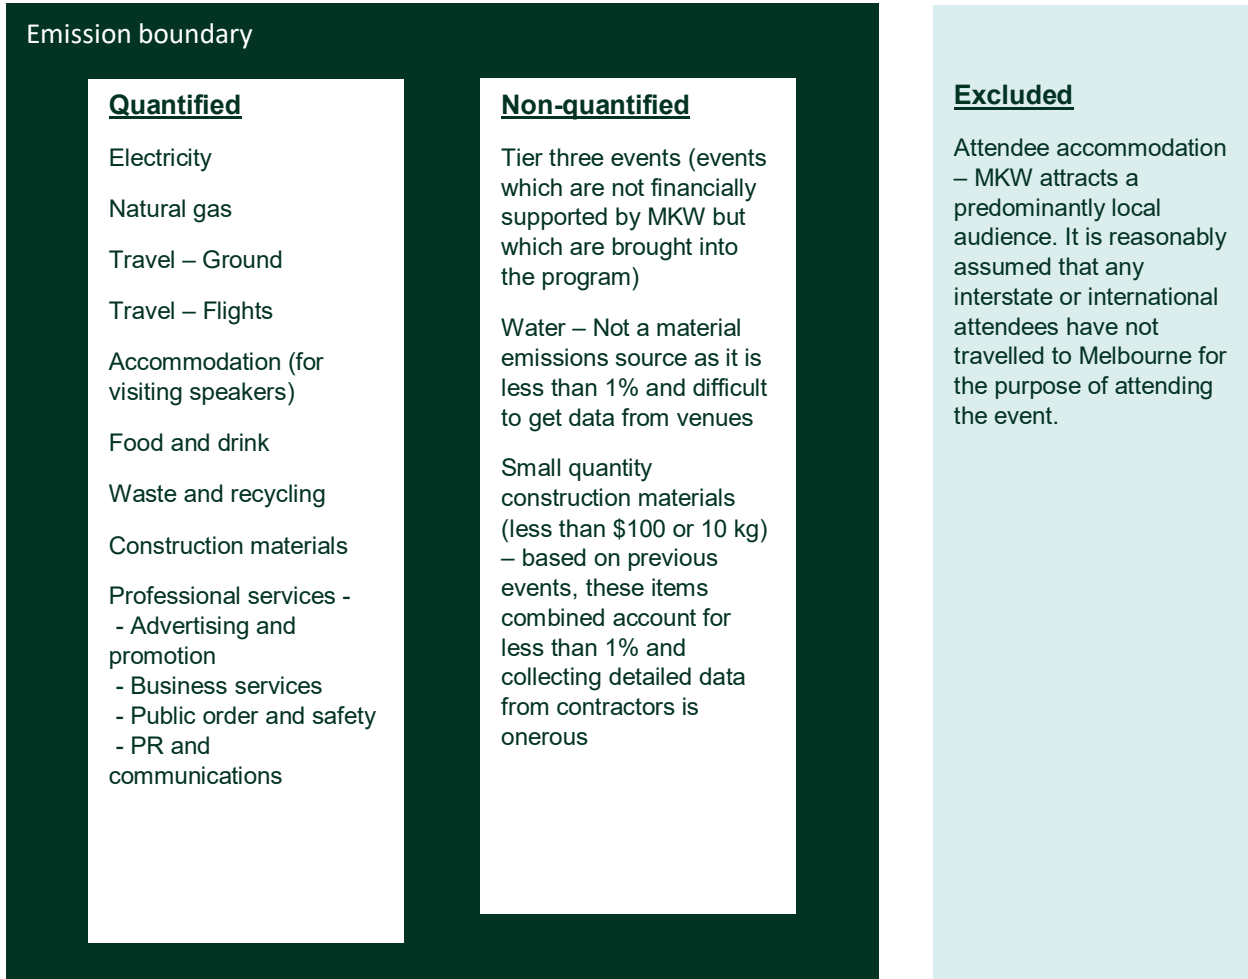 Emission boundary
Quantified
Electricity
Natural gas
Travel – Ground
Travel – Flights
Accommodation (for
visiting speakers)
Food and drink
Waste and recycling
Construction materials
Professional services -
- Advertising and
promotion
- Business services
- Public order and safety
- PR and
communications
Non-quantified
Tier three events (events
which are not financially
supported by MKW but
which are brought into
the program)
Water – Not a material
emissions source as it is
less than 1% and difficult
to get data from venues
Small quantity
construction materials
(less than $100 or 10 kg)
– based on previous
events, these items
combined account for
less than 1% and
collecting detailed data
from contractors is
onerous
Excluded
Attendee accommodation
– MKW attracts a
predominantly local
audience. It is reasonably
assumed that any
interstate or international
attendees have not
travelled to Melbourne for
the purpose of attending
the event.